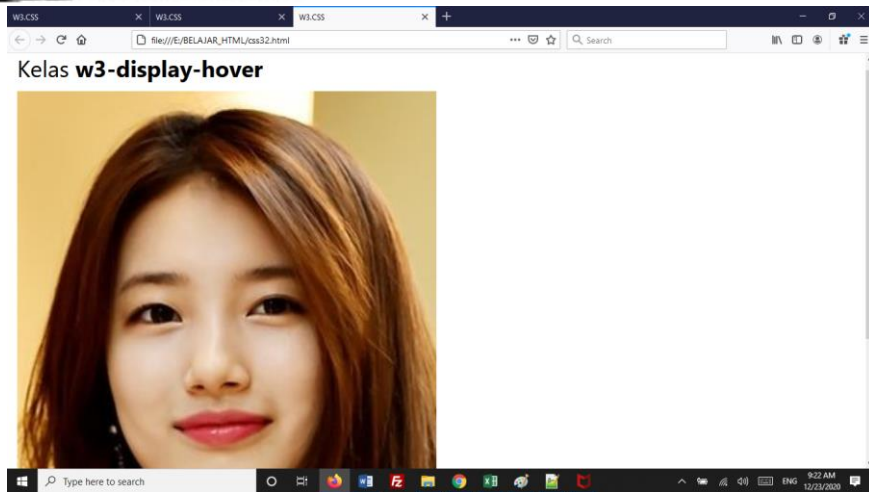 W3.CSS
W3.CSS
W3.CSS
file:///E:/BELAJAR_HTML/css32.html
Search
Kelas w3-display-hover
Type here to search
ENG
9:22 AM
12/23/2020